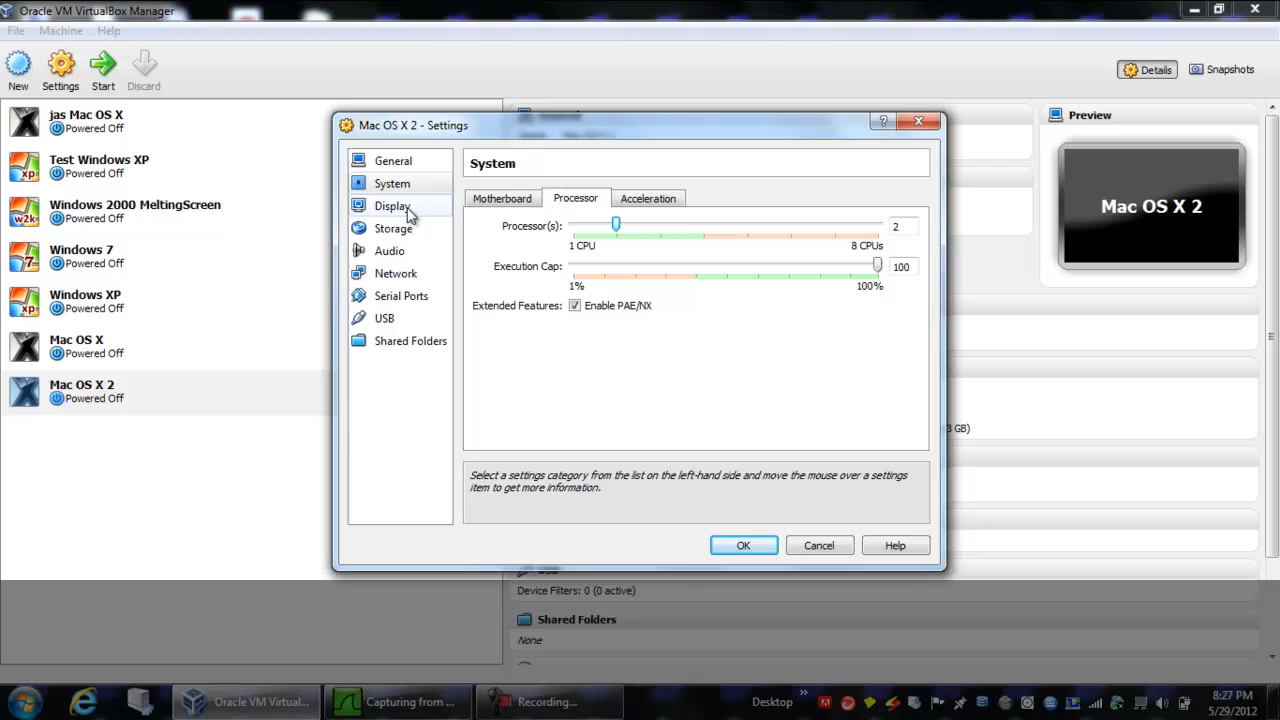 Oracle VM VirtualBox Manager
File Machine Help
New Settings Start Discard
Details Snapshots
jas Mac OS X
Powered Off
Test Windows XP
Powered Off
Windows 2000 MeltingScreen
Powered Off
Windows 7
Powered Off
Windows XP
Powered Off
Mac OS X
Powered Off
Mac OS X 2
Powered Off
Mac OS X 2 - Settings
General
System
Display
Storage
Audio
Network
Serial Ports
USB
Shared Folders
System
Motherboard Processor Acceleration
Processor(s): 2
1 CPU 8 CPUs
Execution Cap: 100
1% 100%
Extended Features: Enable PAE/NX
Select a settings category from the list on the left-hand side and move the mouse over a settings
item to get more information.
OK Cancel Help
Preview
Mac OS X 2
3 GB)
Device Filters: 0 (0 active)
Shared Folders
None
Oracle VM Virtual... Capturing from ... Recording... Desktop
8:27 PM
5/29/2012